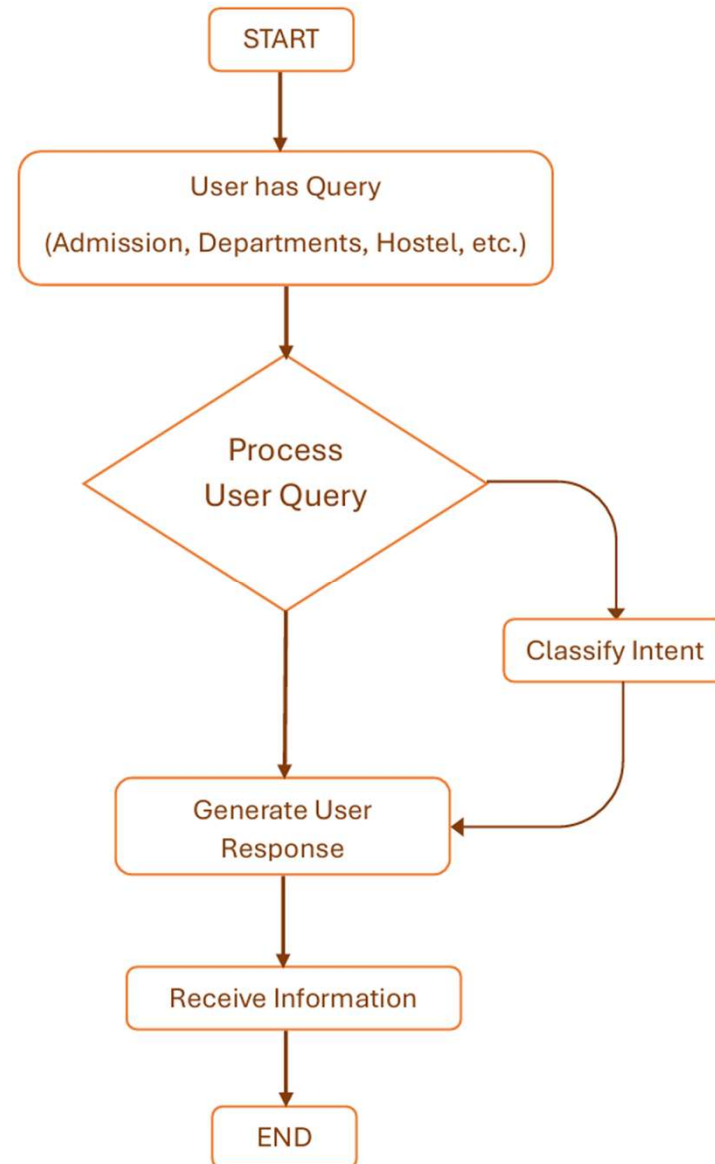 START
User has Query
(Admission, Departments, Hostel, etc.)
Process
User Query
Classify Intent
Generate User
Response
Receive Information
END